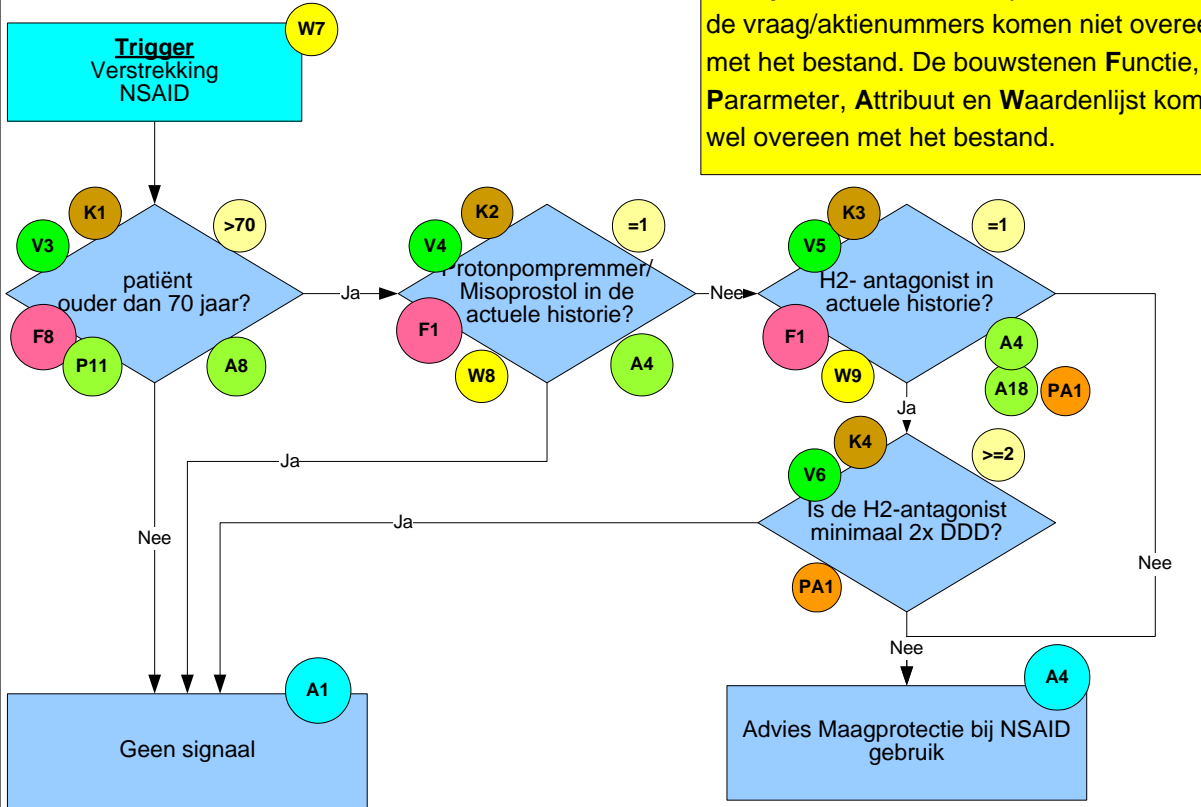 W7
Trigger
Verstrekking
NSAID
de vraag/aktienummers komen niet overee
met het bestand. De bouwstenen Functie,
Pararmeter, Attribuut en Waardenlijst kom
wel overeen met het bestand.
K1
>70
V3
patiënt
ouder dan 70 jaar?
F8
P11
A8
Ja
K2
=1
V4
Protonpompremmer/
Misoprostol in de
actuele historie?
F1
W8
A4
Nee
K3
=1
V5
H2- antagonist in
actuele historie?
F1
W9
A4
A18
PA1
Ja
K4
>=2
V6
Is de H2-antagonist
minimaal 2x DDD?
PA1
Ja
Ja
Nee
Nee
Nee
A1
Geen signaal
A4
Advies Maagprotectie bij NSAID
gebruik